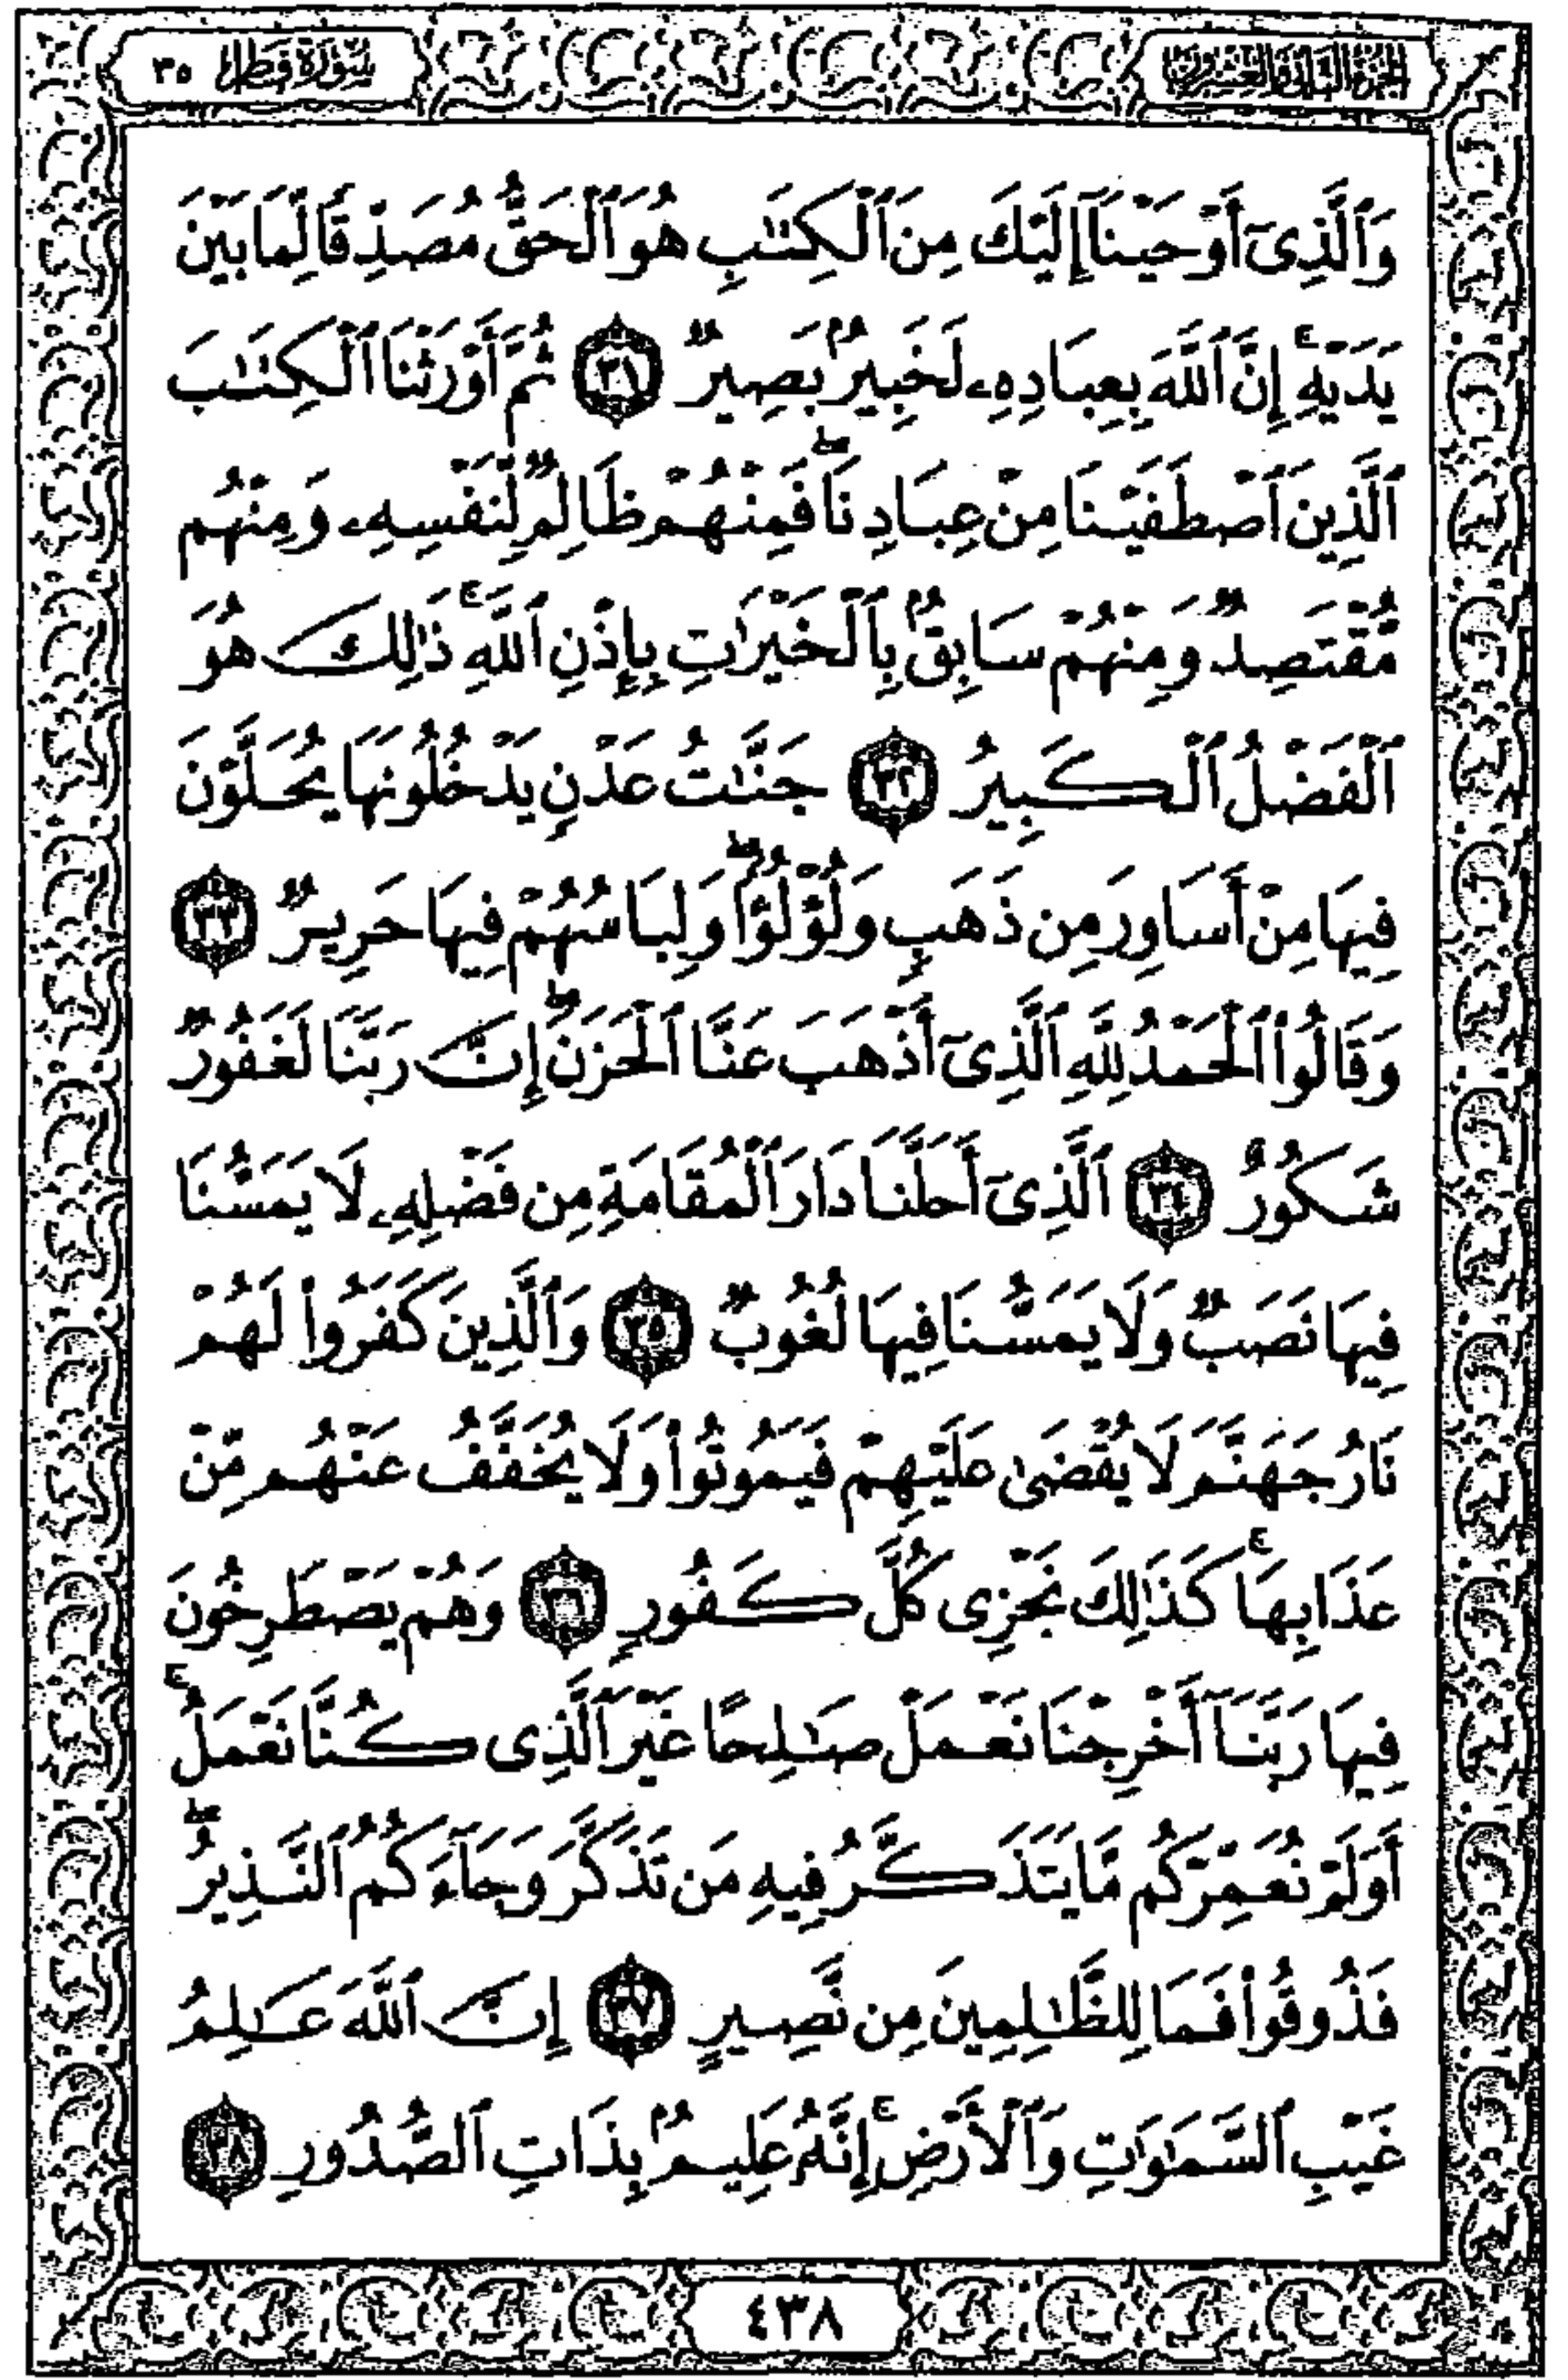 الجزء الثاني والعشرون
سورة فاطر ٣٥
وَٱلَّذِىٓ أَوْحَيْنَآ إِلَيْكَ مِنَ ٱلْكِتَـٰبِ هُوَ ٱلْحَقُّ مُصَدِّقًا لِّمَا بَيْنَ
يَدَيْهِ ۗ إِنَّ ٱللَّهَ بِعِبَادِهِۦ لَخَبِيرٌۢ بَصِيرٌ ٣١ ثُمَّ أَوْرَثْنَا ٱلْكِتَـٰبَ
ٱلَّذِينَ ٱصْطَفَيْنَا مِنْ عِبَادِنَا ۖ فَمِنْهُمْ ظَالِمٌ لِّنَفْسِهِۦ وَمِنْهُم
مُّقْتَصِدٌ وَمِنْهُمْ سَابِقٌۢ بِٱلْخَيْرَٰتِ بِإِذْنِ ٱللَّهِ ۚ ذَٰلِكَ هُوَ
ٱلْفَضْلُ ٱلْكَبِيرُ ٣٢ جَنَّـٰتُ عَدْنٍ يَدْخُلُونَهَا يُحَلَّوْنَ
فِيهَا مِنْ أَسَاوِرَ مِن ذَهَبٍ وَلُؤْلُؤًا ۖ وَلِبَاسُهُمْ فِيهَا حَرِيرٌ ٣٣
وَقَالُوا۟ ٱلْحَمْدُ لِلَّهِ ٱلَّذِىٓ أَذْهَبَ عَنَّا ٱلْحَزَنَ ۖ إِنَّ رَبَّنَا لَغَفُورٌ
شَكُورٌ ٣٤ ٱلَّذِىٓ أَحَلَّنَا دَارَ ٱلْمُقَامَةِ مِن فَضْلِهِۦ لَا يَمَسُّنَا
فِيهَا نَصَبٌ وَلَا يَمَسُّنَا فِيهَا لُغُوبٌ ٣٥ وَٱلَّذِينَ كَفَرُوا۟ لَهُمْ
نَارُ جَهَنَّمَ لَا يُقْضَىٰ عَلَيْهِمْ فَيَمُوتُوا۟ وَلَا يُخَفَّفُ عَنْهُم مِّنْ
عَذَابِهَا ۚ كَذَٰلِكَ نَجْزِى كُلَّ كَفُورٍ ٣٦ وَهُمْ يَصْطَرِخُونَ
فِيهَا رَبَّنَآ أَخْرِجْنَا نَعْمَلْ صَـٰلِحًا غَيْرَ ٱلَّذِى كُنَّا نَعْمَلُ ۚ
أَوَلَمْ نُعَمِّرْكُم مَّا يَتَذَكَّرُ فِيهِ مَن تَذَكَّرَ وَجَآءَكُمُ ٱلنَّذِيرُ ۖ
فَذُوقُوا۟ فَمَا لِلظَّـٰلِمِينَ مِن نَّصِيرٍ ٣٧ إِنَّ ٱللَّهَ عَـٰلِمُ
غَيْبِ ٱلسَّمَـٰوَٰتِ وَٱلْأَرْضِ ۚ إِنَّهُۥ عَلِيمٌۢ بِذَاتِ ٱلصُّدُورِ ٣٨
٤٣٨